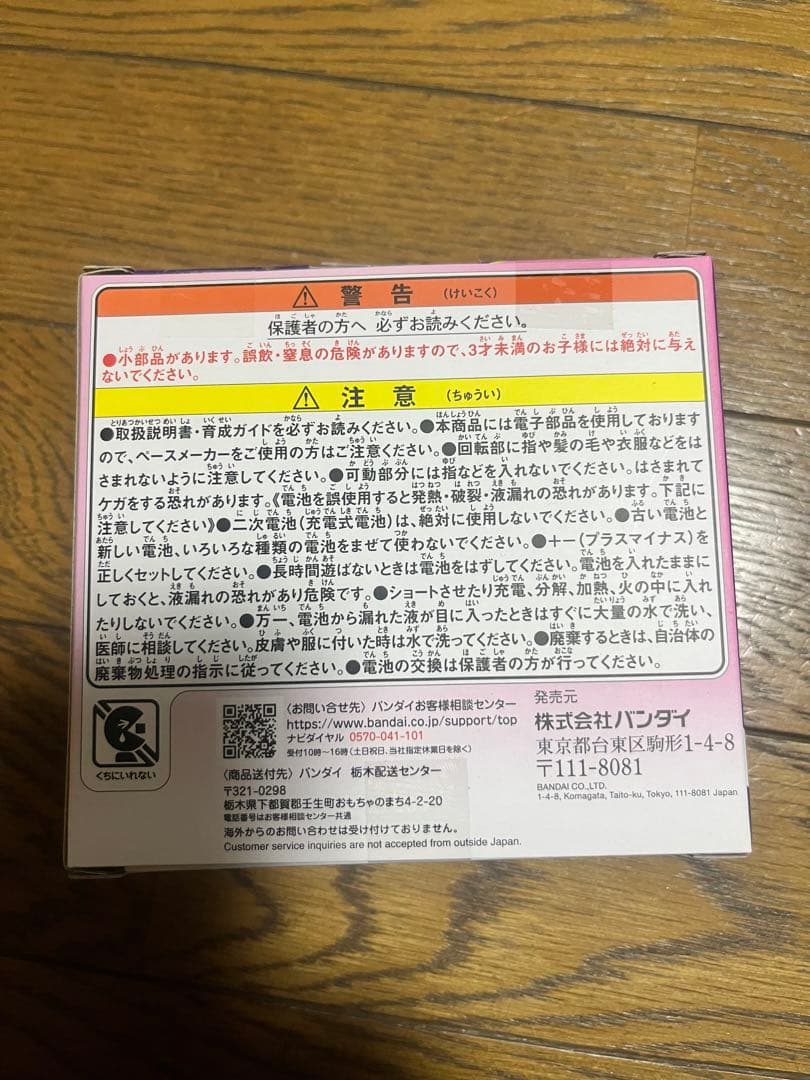 ⚠ 警告 (けいこく)
保護者の方へ 必ずお読みください。
●小部品があります。誤飲・窒息の危険がありますので、3才未満のお子様には絶対に与え
ないでください。
⚠ 注意 (ちゅうい)
●取扱説明書・育成ガイドを必ずお読みください。●本商品には電子部品を使用しております
ので、ペースメーカーをご使用の方はご注意ください。●回転部に指や髪の毛や衣服などをは
さまれないように注意してください。●可動部分には指などを入れないでください。はさまれて
ケガをする恐れがあります。《電池を誤使用すると発熱・破裂・液漏れの恐れがあります。下記に
注意してください》●二次電池(充電式電池)は、絶対に使用しないでください。●古い電池と
新しい電池、いろいろな種類の電池をまぜて使わないでください。●+-(プラスマイナス)を
正しくセットしてください。●長時間遊ばないときは電池をはずしてください。電池を入れたままに
しておくと、液漏れの恐れがあり危険です。●ショートさせたり充電、分解、加熱、火の中に入れ
たりしないでください。●万一、電池から漏れた液が目に入ったときはすぐに大量の水で洗い、
医師に相談してください。皮膚や服に付いた時は水で洗ってください。●廃棄するときは、自治体の
廃棄物処理の指示に従ってください。●電池の交換は保護者の方が行ってください。
くちにいれない
〈お問い合せ先〉バンダイお客様相談センター
https://www.bandai.co.jp/support/top
ナビダイヤル 0570-041-101
受付10時〜16時(土日祝日、当社指定休業日を除く)
〈商品送付先〉バンダイ 栃木配送センター
〒321-0298
栃木県下都賀郡壬生町おもちゃのまち4-2-20
電話番号はお客様相談センター共通
海外からのお問い合わせは受け付けておりません。
Customer service inquiries are not accepted from outside Japan.
発売元
株式会社バンダイ
東京都台東区駒形1-4-8
〒111-8081
BANDAI CO.,LTD.
1-4-8, Komagata, Taito-ku, Tokyo, 111-8081 Japan